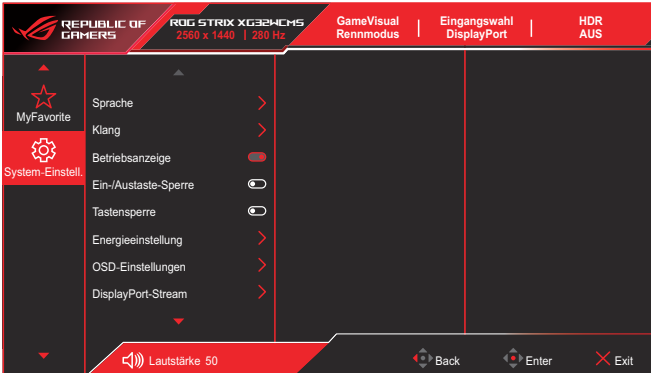 REPUBLIC OF
GAMERS
ROG STRIX XG32WCMS
2560 x 1440 | 280 Hz
GameVisual
Rennmodus
Eingangswahl
DisplayPort
HDR
AUS
MyFavorite
System-Einstell.
Sprache
Klang
Betriebsanzeige
Ein-/Austaste-Sperre
Tastensperre
Energieeinstellung
OSD-Einstellungen
DisplayPort-Stream
Lautstärke 50
Back
Enter
Exit